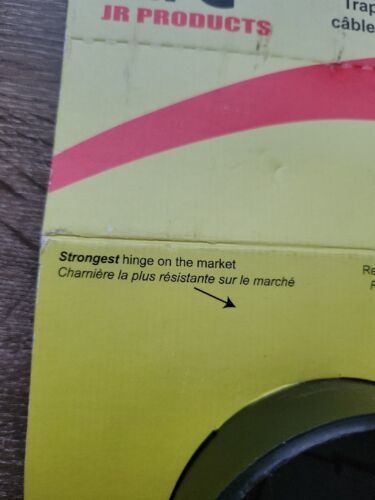 JR PRODUCTS
câble
Strongest hinge on the market
Charnière la plus résistante sur le marché